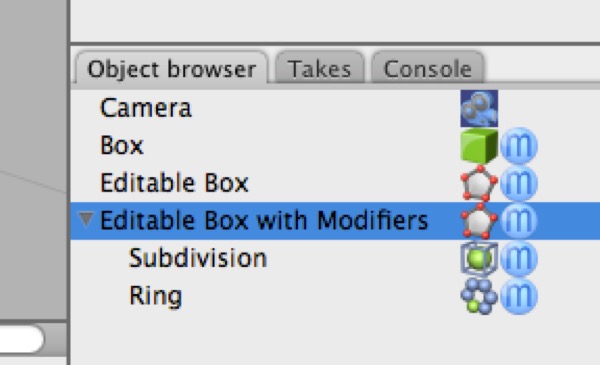 Object browser Takes Console
Camera
Box m
Editable Box m
Editable Box with Modifiers m
Subdivision m
Ring m